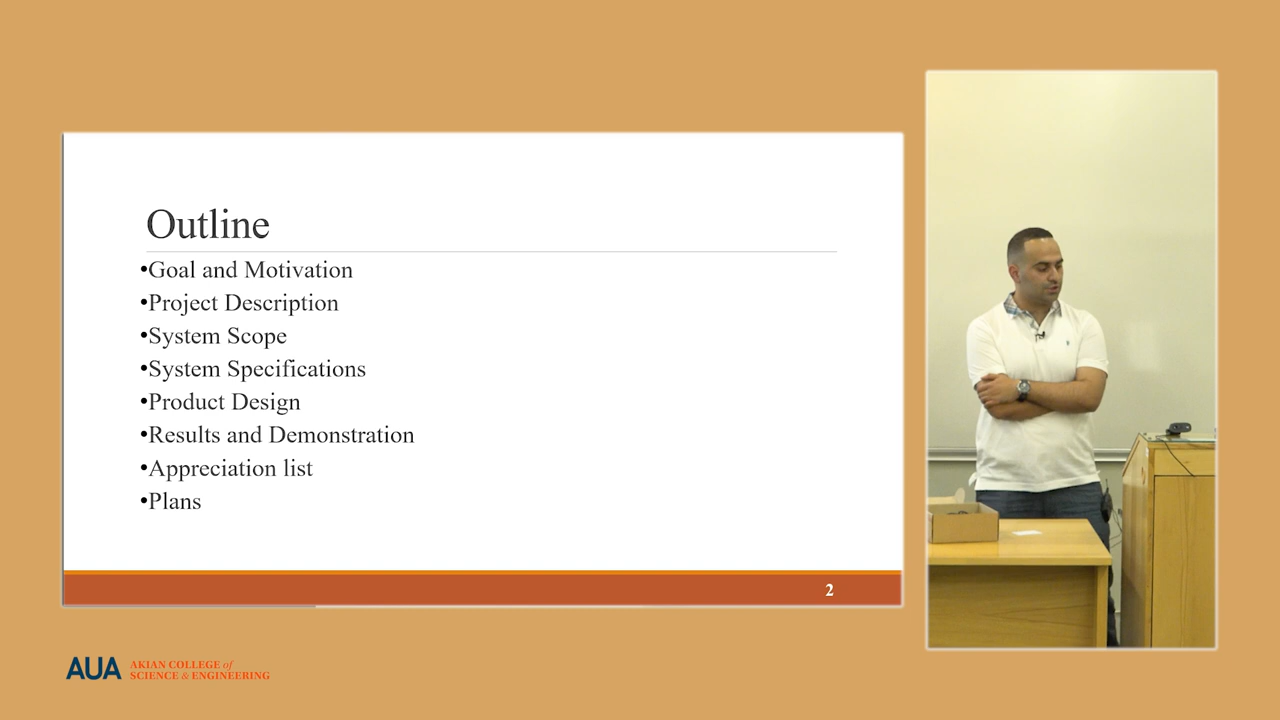 Outline
•Goal and Motivation
•Project Description
•System Scope
•System Specifications
•Product Design
•Results and Demonstration
•Appreciation list
•Plans
2
AUA AKIAN COLLEGE of
SCIENCE & ENGINEERING